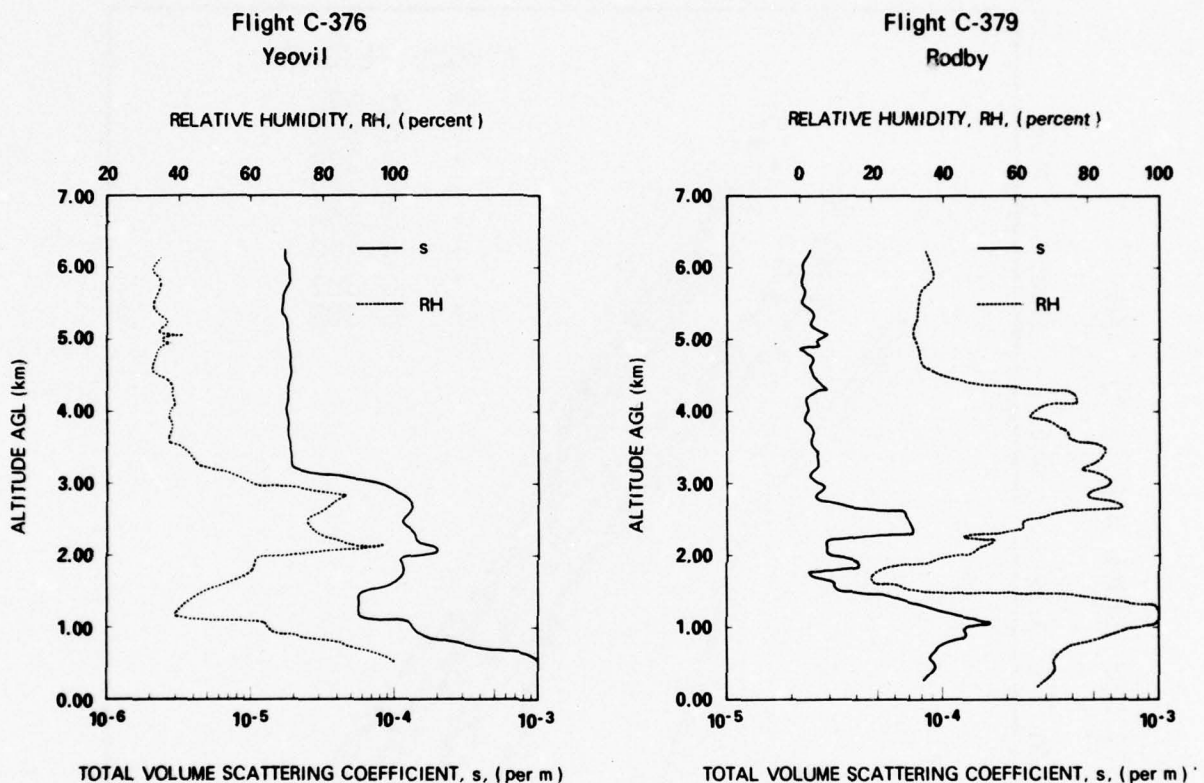 Flight C-376
Yeovil
RELATIVE HUMIDITY, RH, (percent)
20 40 60 80 100
7.00
6.00
5.00
4.00
3.00
2.00
1.00
0.00
ALTITUDE AGL (km)
s
RH
10-6 10-5 10-4 10-3
TOTAL VOLUME SCATTERING COEFFICIENT, s, (per m)
Flight C-379
Rodby
RELATIVE HUMIDITY, RH, (percent)
0 20 40 60 80 100
7.00
6.00
5.00
4.00
3.00
2.00
1.00
0.00
ALTITUDE AGL (km)
s
RH
10-5 10-4 10-3
TOTAL VOLUME SCATTERING COEFFICIENT, s, (per m)